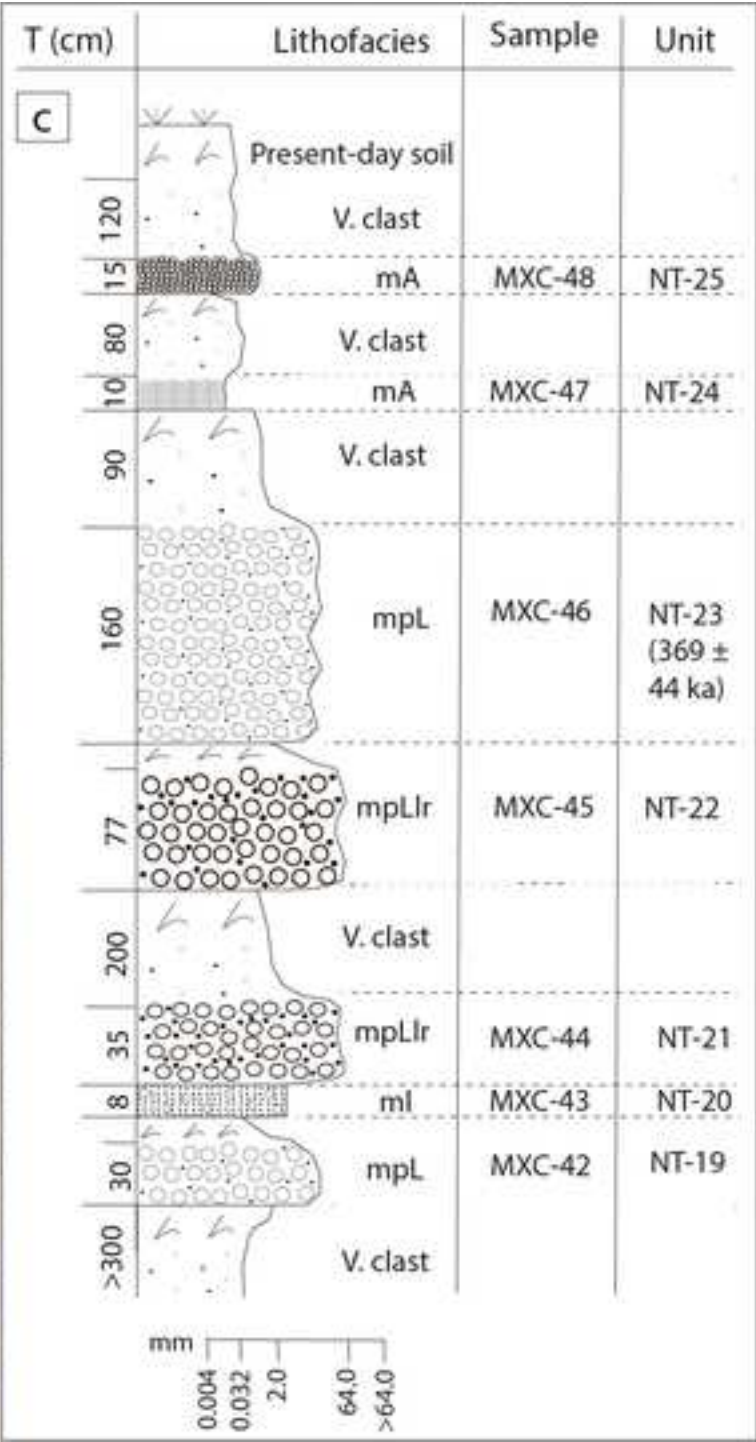 T (cm) Lithofacies Sample Unit
C
Present-day soil
120 V. clast
15 mA MXC-48 NT-25
80 V. clast
10 mA MXC-47 NT-24
90 V. clast
160 mpL MXC-46 NT-23
(369 ±
44 ka)
77 mpLlr MXC-45 NT-22
200 V. clast
35 mpLlr MXC-44 NT-21
8 ml MXC-43 NT-20
30 mpL MXC-42 NT-19
>300 V. clast
mm
0.004 0.032 2.0 64.0 >64.0